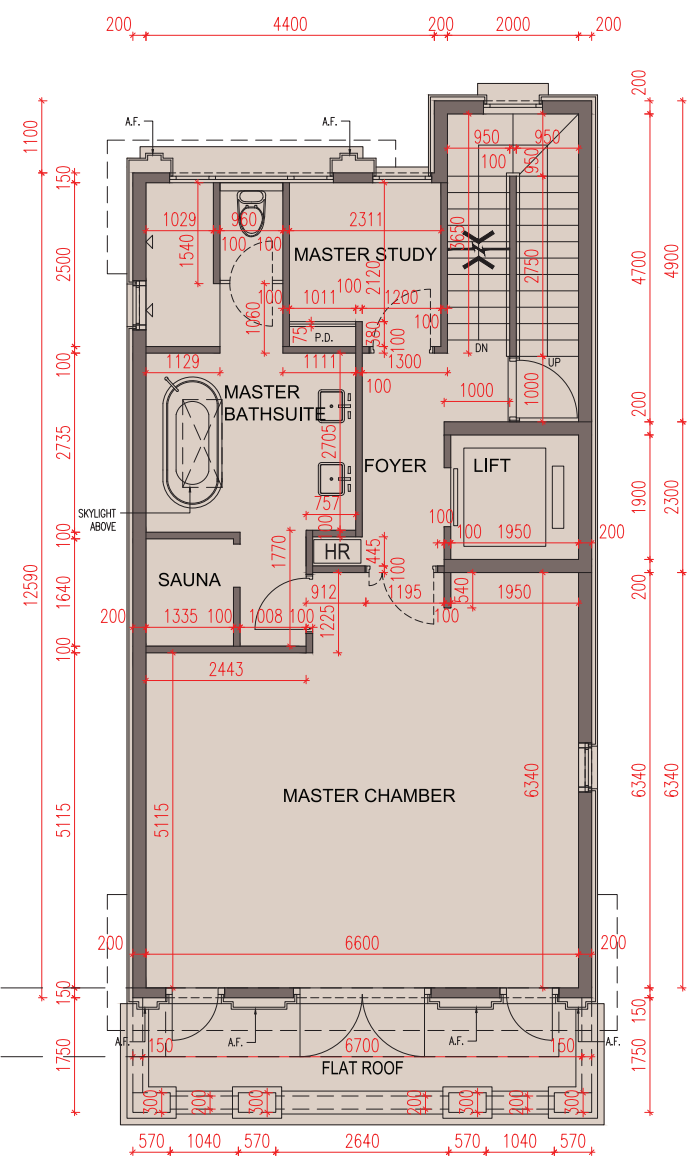 200 4400 200 2000 200
200
1100
A.F. A.F.
950 950
100 950
150
1029 960 2311
3650
100 100
MASTER STUDY
1540
2120
2750
2500
4700
4900
100
100 1011 1200
1060
100
75
P.D.
380
100
DN
UP
100
1129 1111 1300
100
1000
1000
MASTER
BATHSUITE
200
2735
2705
FOYER
LIFT
757
SKYLIGHT
ABOVE
1900
2300
100
100
100 1950 200
100
1770
HR
445
12590
SAUNA
1640
912 1195
100
540
1950
200
200 1335 100 1008 100
1225
100
100
2443
MASTER CHAMBER
6340
6340
6340
5115
5115
200 6600 200
150
150
A.F. A.F. A.F. A.F.
150 6700 150
1750
1750
FLAT ROOF
300 200 300 200 300 200 300
570 1040 570 2640 570 1040 570